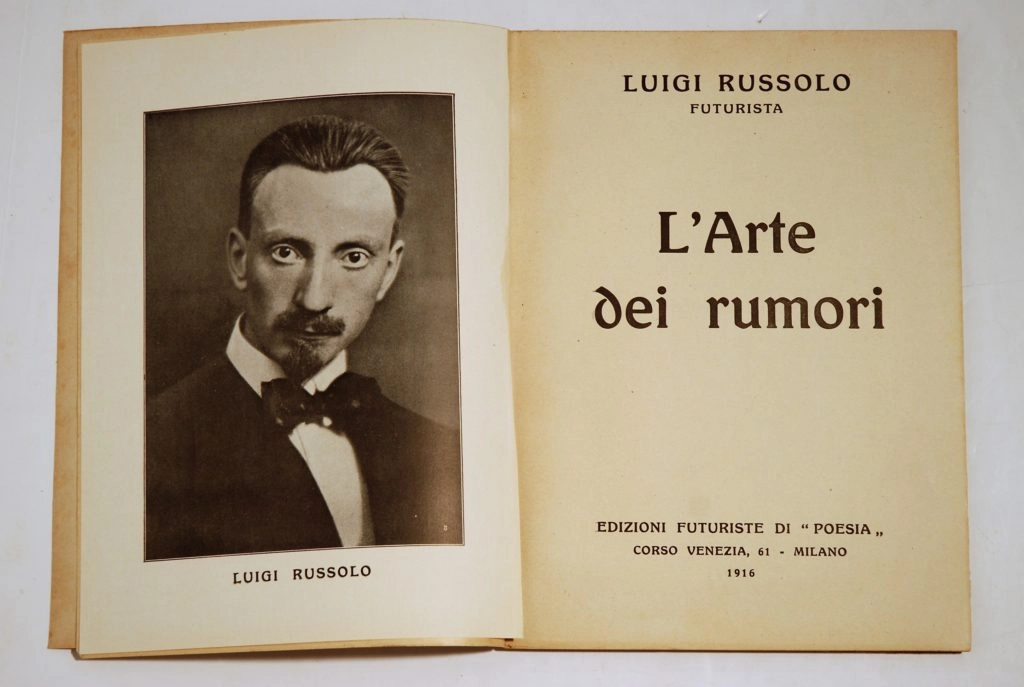 LUIGI RUSSOLO
LUIGI RUSSOLO
FUTURISTA
L'Arte
dei rumori
EDIZIONI FUTURISTE DI “ POESIA „
CORSO VENEZIA, 61 - MILANO
1916